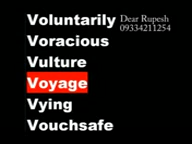 Voluntarily
Dear Rupesh
09334211254
Voracious
Vulture
Voyage
Vying
Vouchsafe